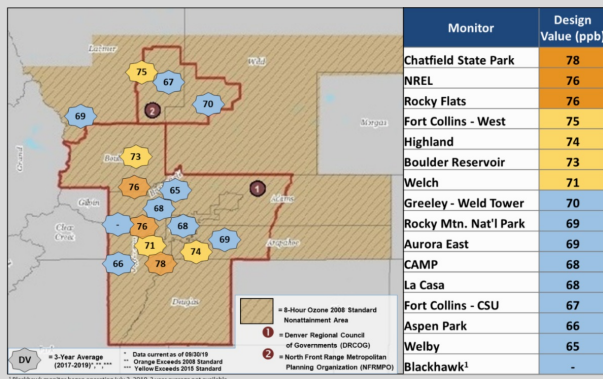 Larimer
Weld
75
67
70
69
2
Morgan
Grand
Boulder
73
76
65
1
Gilpin
Adams
68
-
76
68
Clear
Creek
71
69
74
Arapahoe
66
78
Douglas
= 8-Hour Ozone 2008 Standard
Nonattainment Area
1 = Denver Regional Council
of Governments (DRCOG)
2 = North Front Range Metropolitan
Planning Organization (NFRMPO)
DV = 3-Year Average
(2017-2019)*,**,***
* Data current as of 09/30/19
** Orange Exceeds 2008 Standard
*** Yellow Exceeds 2015 Standard
Monitor Design
Value (ppb)
Chatfield State Park 78
NREL 76
Rocky Flats 76
Fort Collins - West 75
Highland 74
Boulder Reservoir 73
Welch 71
Greeley - Weld Tower 70
Rocky Mtn. Nat'l Park 69
Aurora East 69
CAMP 68
La Casa 68
Fort Collins - CSU 67
Aspen Park 66
Welby 65
Blackhawk¹ -